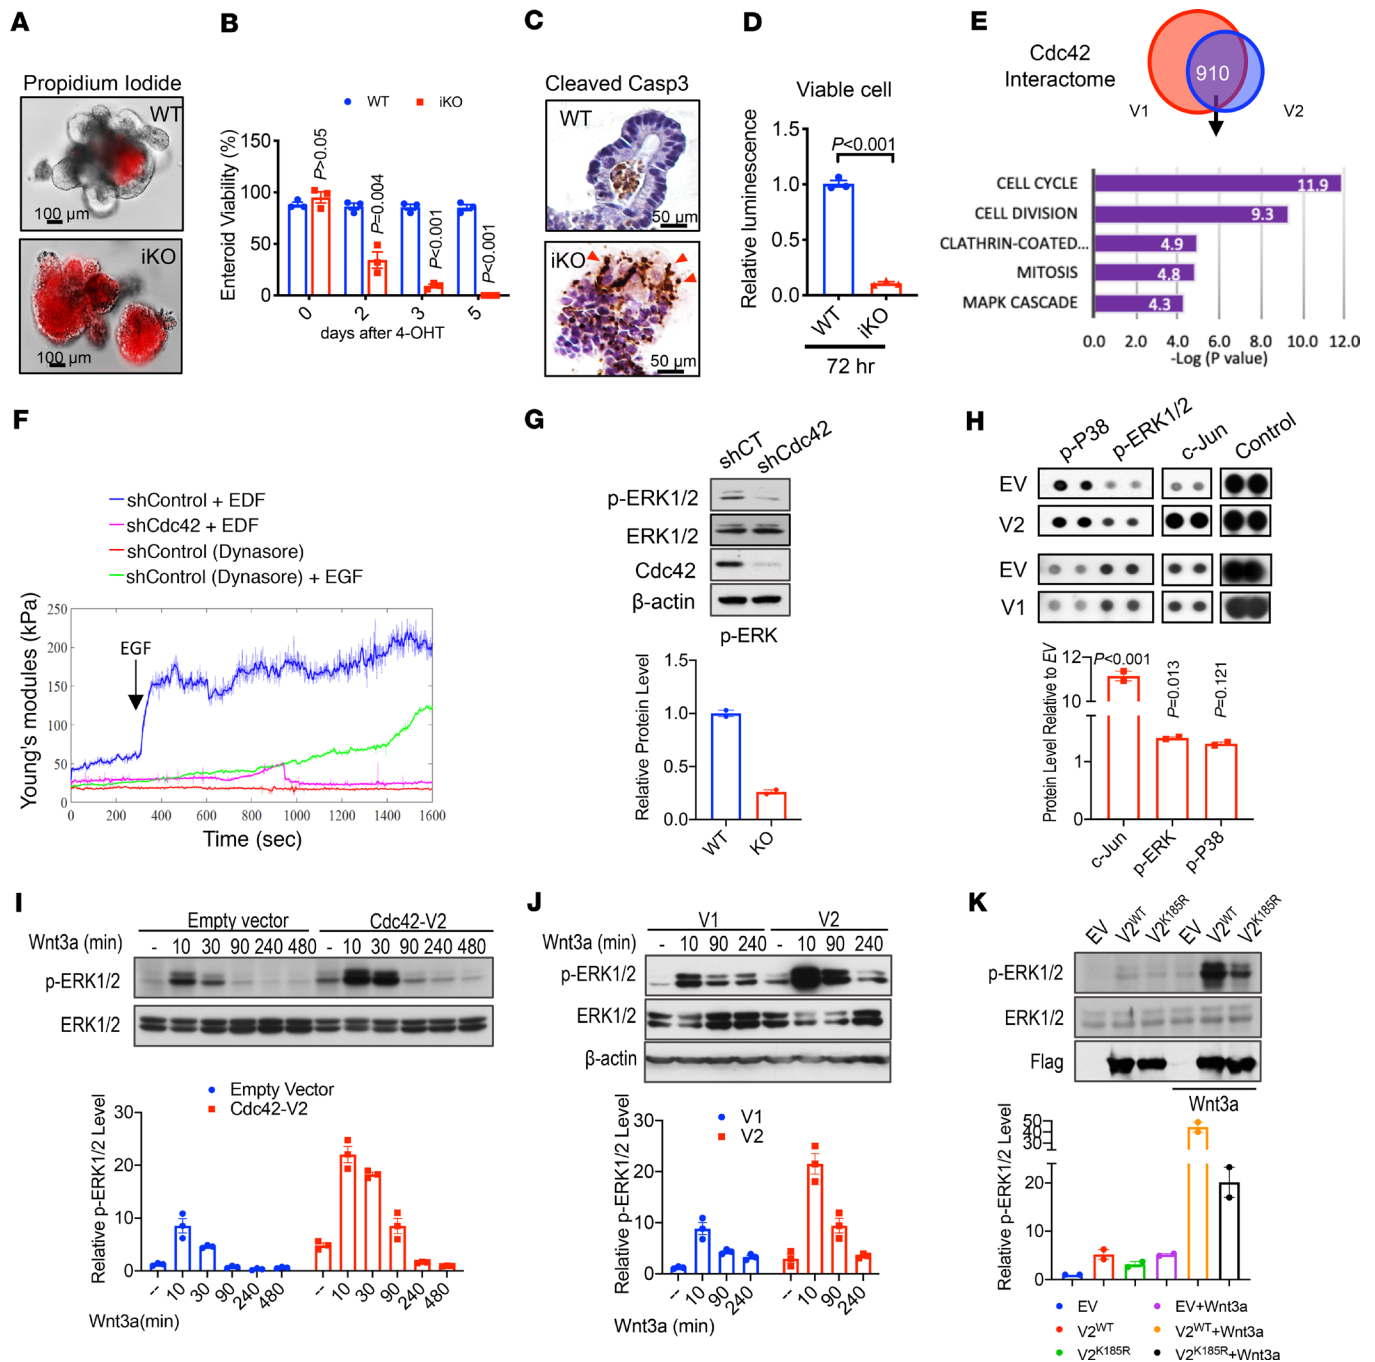 A
Propidium Iodide
WT
100 µm
iKO
100 µm
B
WT
iKO
Enteroid Viability (%)
150
100
50
0
P>0.05
P=0.004
P<0.001
P<0.001
0 2 3 5
days after 4-OHT
C
Cleaved Casp3
WT
50 µm
iKO
50 µm
D
Viable cell
Relative luminescence
1.5
1.0
0.5
0.0
P<0.001
WT iKO
72 hr
E
Cdc42
Interactome
910
V1 V2
CELL CYCLE 11.9
CELL DIVISION 9.3
CLATHRIN-COATED... 4.9
MITOSIS 4.8
MAPK CASCADE 4.3
0.0 2.0 4.0 6.0 8.0 10.0 12.0
-Log (P value)
F
shControl + EDF
shCdc42 + EDF
shControl (Dynasore)
shControl (Dynasore) + EGF
Young's modules (kPa)
250
200
150
100
50
0
EGF
0 200 400 600 800 1000 1200 1400 1600
Time (sec)
G
shCT shCdc42
p-ERK1/2
ERK1/2
Cdc42
β-actin
p-ERK
Relative Protein Level
1.5
1.0
0.5
0.0
WT KO
H
p-P38 p-ERK1/2 c-Jun Control
EV
V2
EV
V1
Protein Level Relative to EV
12
10
1
0
P<0.001
P=0.013
P=0.121
c-Jun p-ERK p-P38
I
Empty vector Cdc42-V2
Wnt3a (min) - 10 30 90 240 480 - 10 30 90 240 480
p-ERK1/2
ERK1/2
Empty Vector
Cdc42-V2
Relative p-ERK1/2 Level
30
20
10
0
-- 10 30 90 240 480 -- 10 30 90 240 480
Wnt3a(min)
J
V1 V2
Wnt3a (min) - 10 90 240 - 10 90 240
p-ERK1/2
ERK1/2
β-actin
V1
V2
Relative p-ERK1/2 Level
30
20
10
0
-- 10 90 240 -- 10 90 240
Wnt3a (min)
K
EV V2WT V2K185R EV V2WT V2K185R
p-ERK1/2
ERK1/2
Flag
Wnt3a
Relative p-ERK1/2 Level
50
40
30
20
10
0
EV EV+Wnt3a
V2WT V2WT+Wnt3a
V2K185R V2K185R+Wnt3a